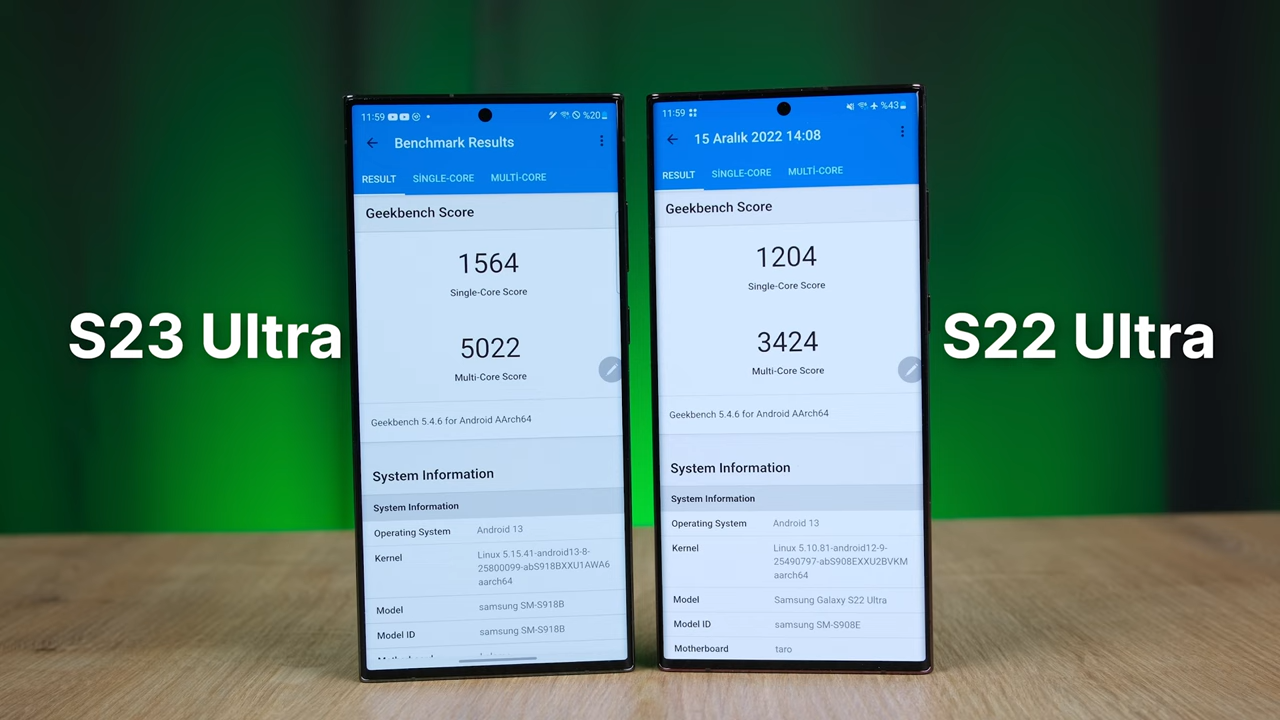 S23 Ultra
11:59 %20
Benchmark Results
RESULT SİNGLE-CORE MULTİ-CORE
Geekbench Score
1564
Single-Core Score
5022
Multi-Core Score
Geekbench 5.4.6 for Android AArch64
System Information
System Information
Operating System Android 13
Kernel Linux 5.15.41-android13-8-
25800099-abS918BXXU1AWA6
aarch64
Model samsung SM-S918B
Model ID samsung SM-S918B
11:59 %43
15 Aralık 2022 14:08
RESULT SİNGLE-CORE MULTİ-CORE
Geekbench Score
1204
Single-Core Score
3424
Multi-Core Score
Geekbench 5.4.6 for Android AArch64
System Information
System Information
Operating System Android 13
Kernel Linux 5.10.81-android12-9-
25490797-abS908EXXU2BVKM
aarch64
Model Samsung Galaxy S22 Ultra
Model ID samsung SM-S908E
Motherboard taro
S22 Ultra